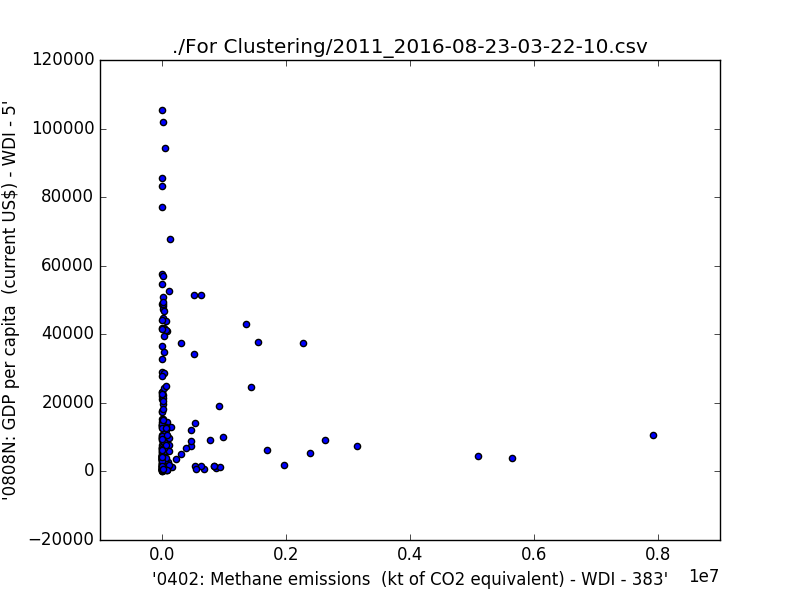 ./For Clustering/2011_2016-08-23-03-22-10.csv
120000
100000
80000
60000
40000
20000
0
−20000
'0808N: GDP per capita  (current US$) - WDI - 5'
0.0 0.2 0.4 0.6 0.8
1e7
'0402: Methane emissions  (kt of CO2 equivalent) - WDI - 383'